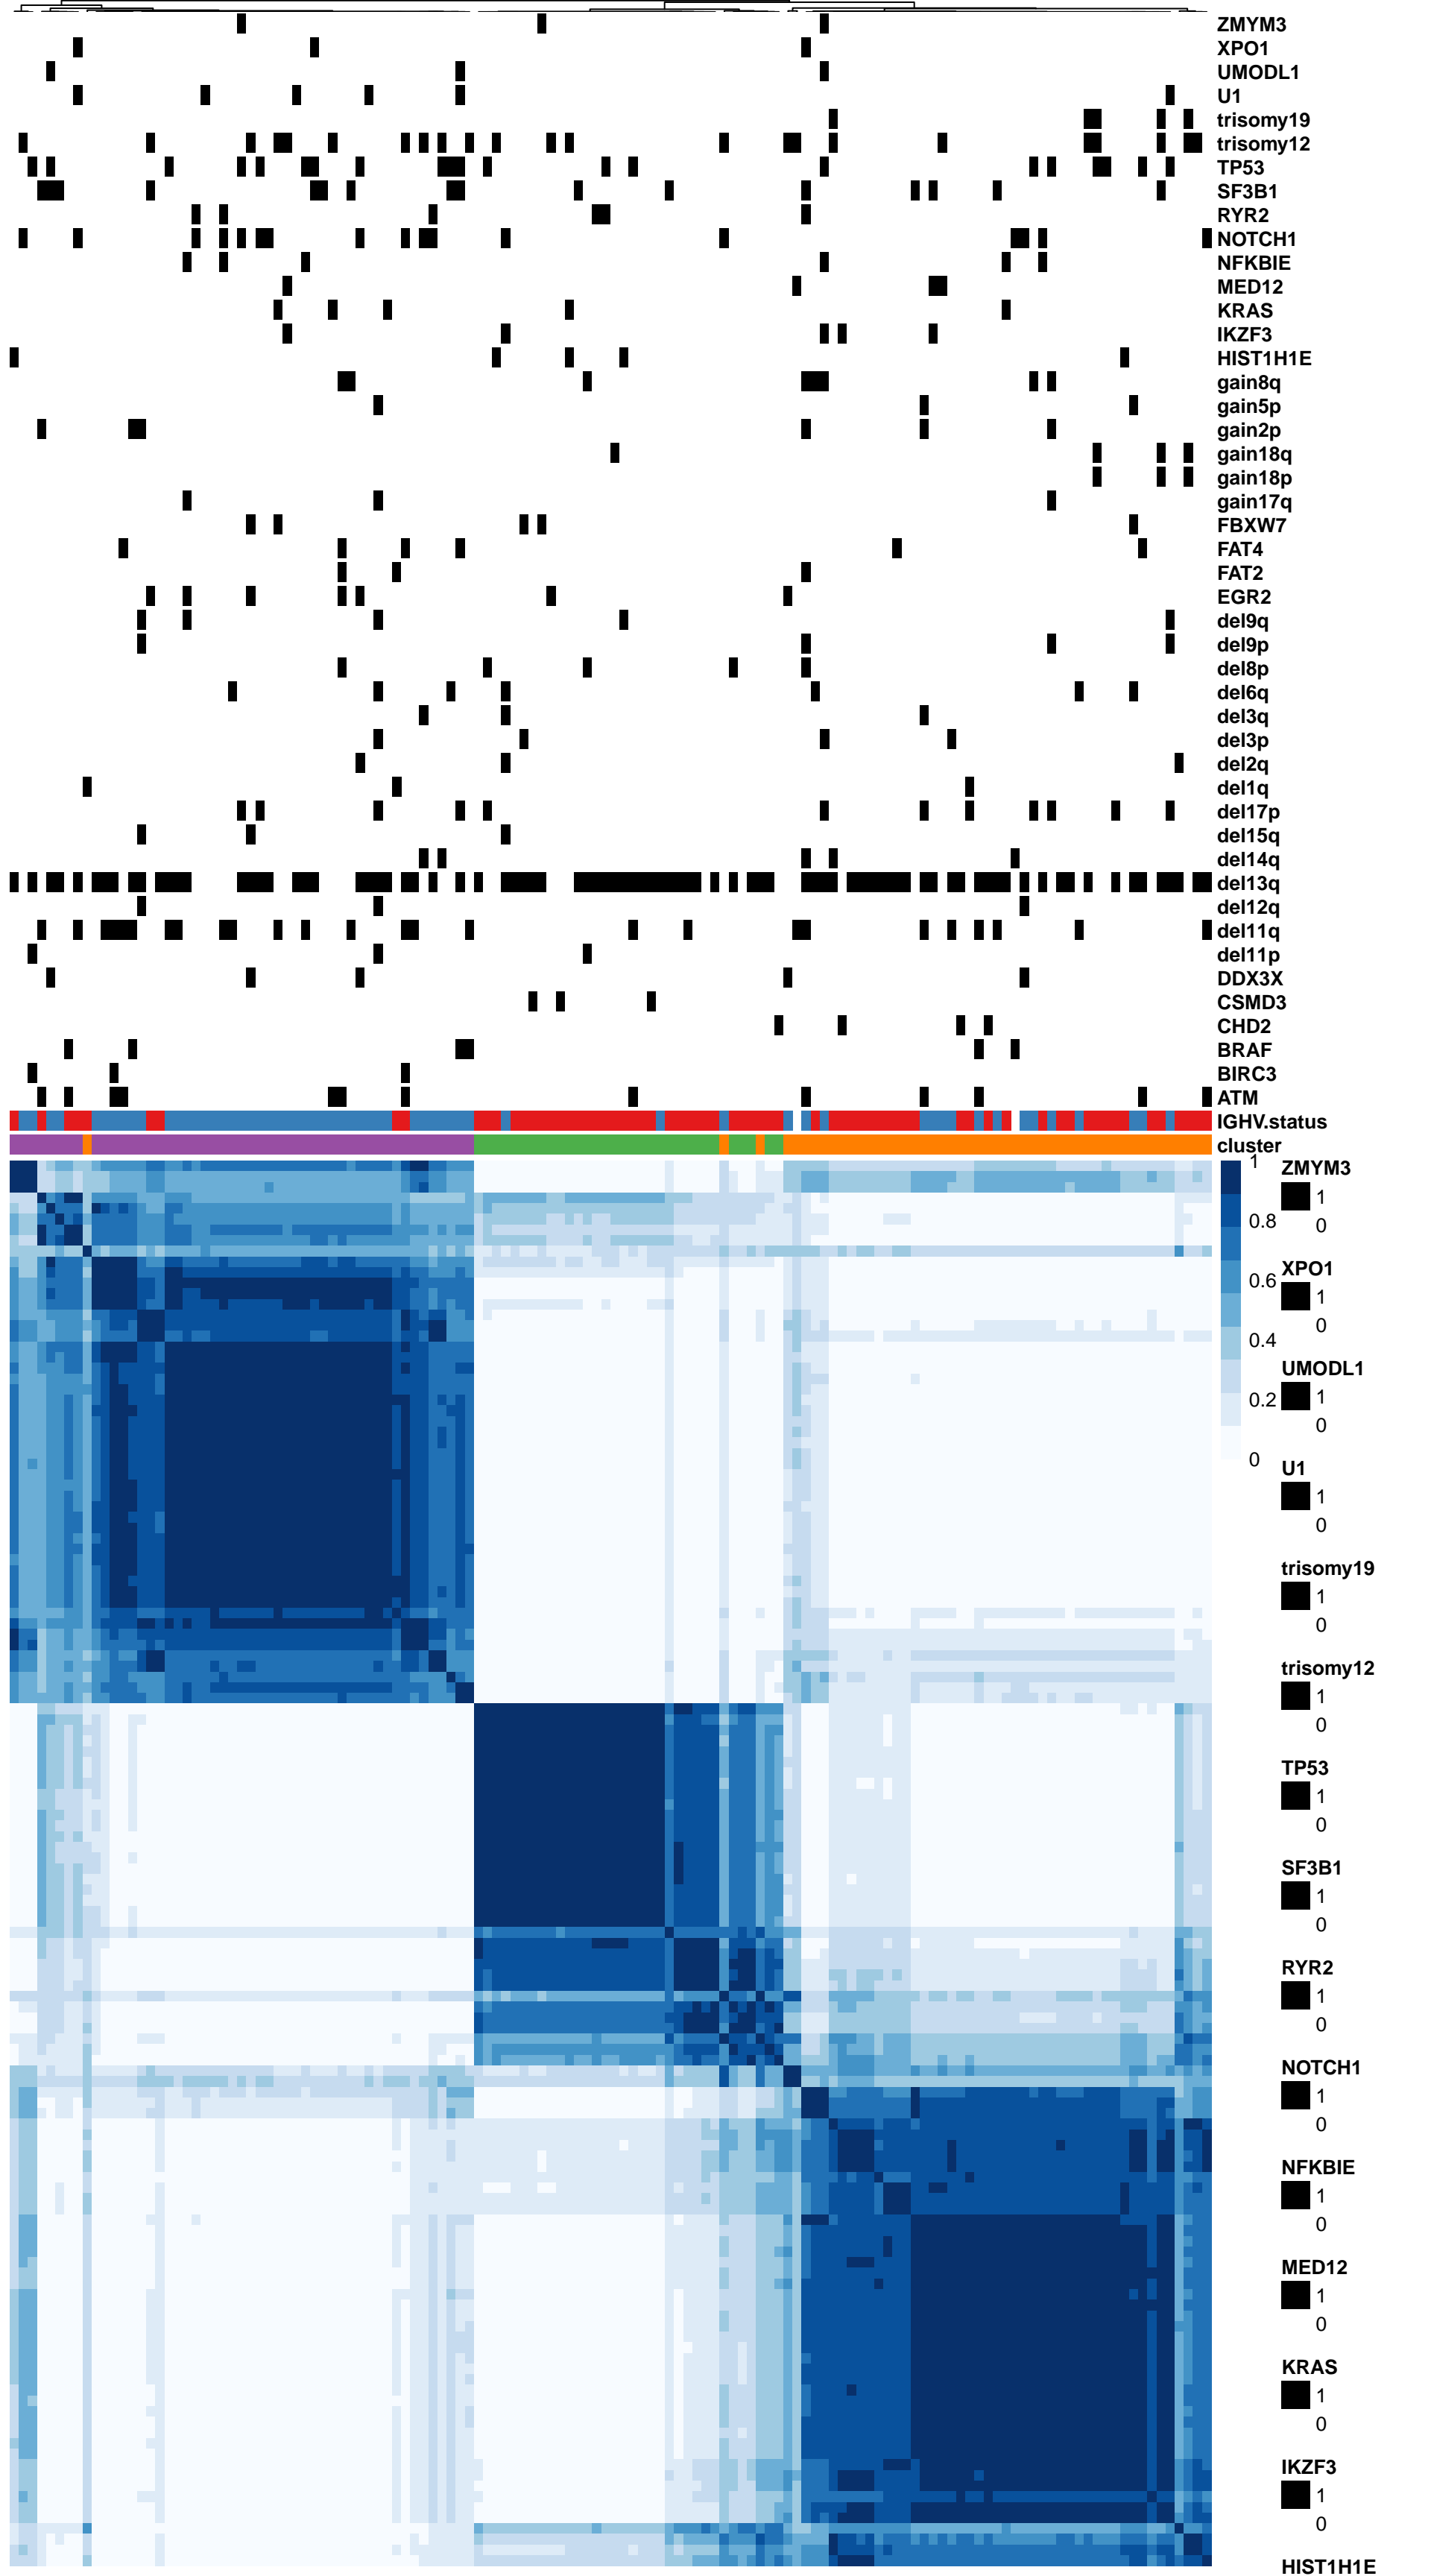 ZMYM3
XPO1
UMODL1
U1
trisomy19
trisomy12
TP53
SF3B1
RYR2
NOTCH1
NFKBIE
MED12
KRAS
IKZF3
HIST1H1E
gain8q
gain5p
gain2p
gain18q
gain18p
gain17q
FBXW7
FAT4
FAT2
EGR2
del9q
del9p
del8p
del6q
del3q
del3p
del2q
del1q
del17p
del15q
del14q
del13q
del12q
del11q
del11p
DDX3X
CSMD3
CHD2
BRAF
BIRC3
ATM
IGHV.status
cluster
1
0.8
0.6
0.4
0.2
0
ZMYM3
1
0
XPO1
1
0
UMODL1
1
0
U1
1
0
trisomy19
1
0
trisomy12
1
0
TP53
1
0
SF3B1
1
0
RYR2
1
0
NOTCH1
1
0
NFKBIE
1
0
MED12
1
0
KRAS
1
0
IKZF3
1
0
HIST1H1E